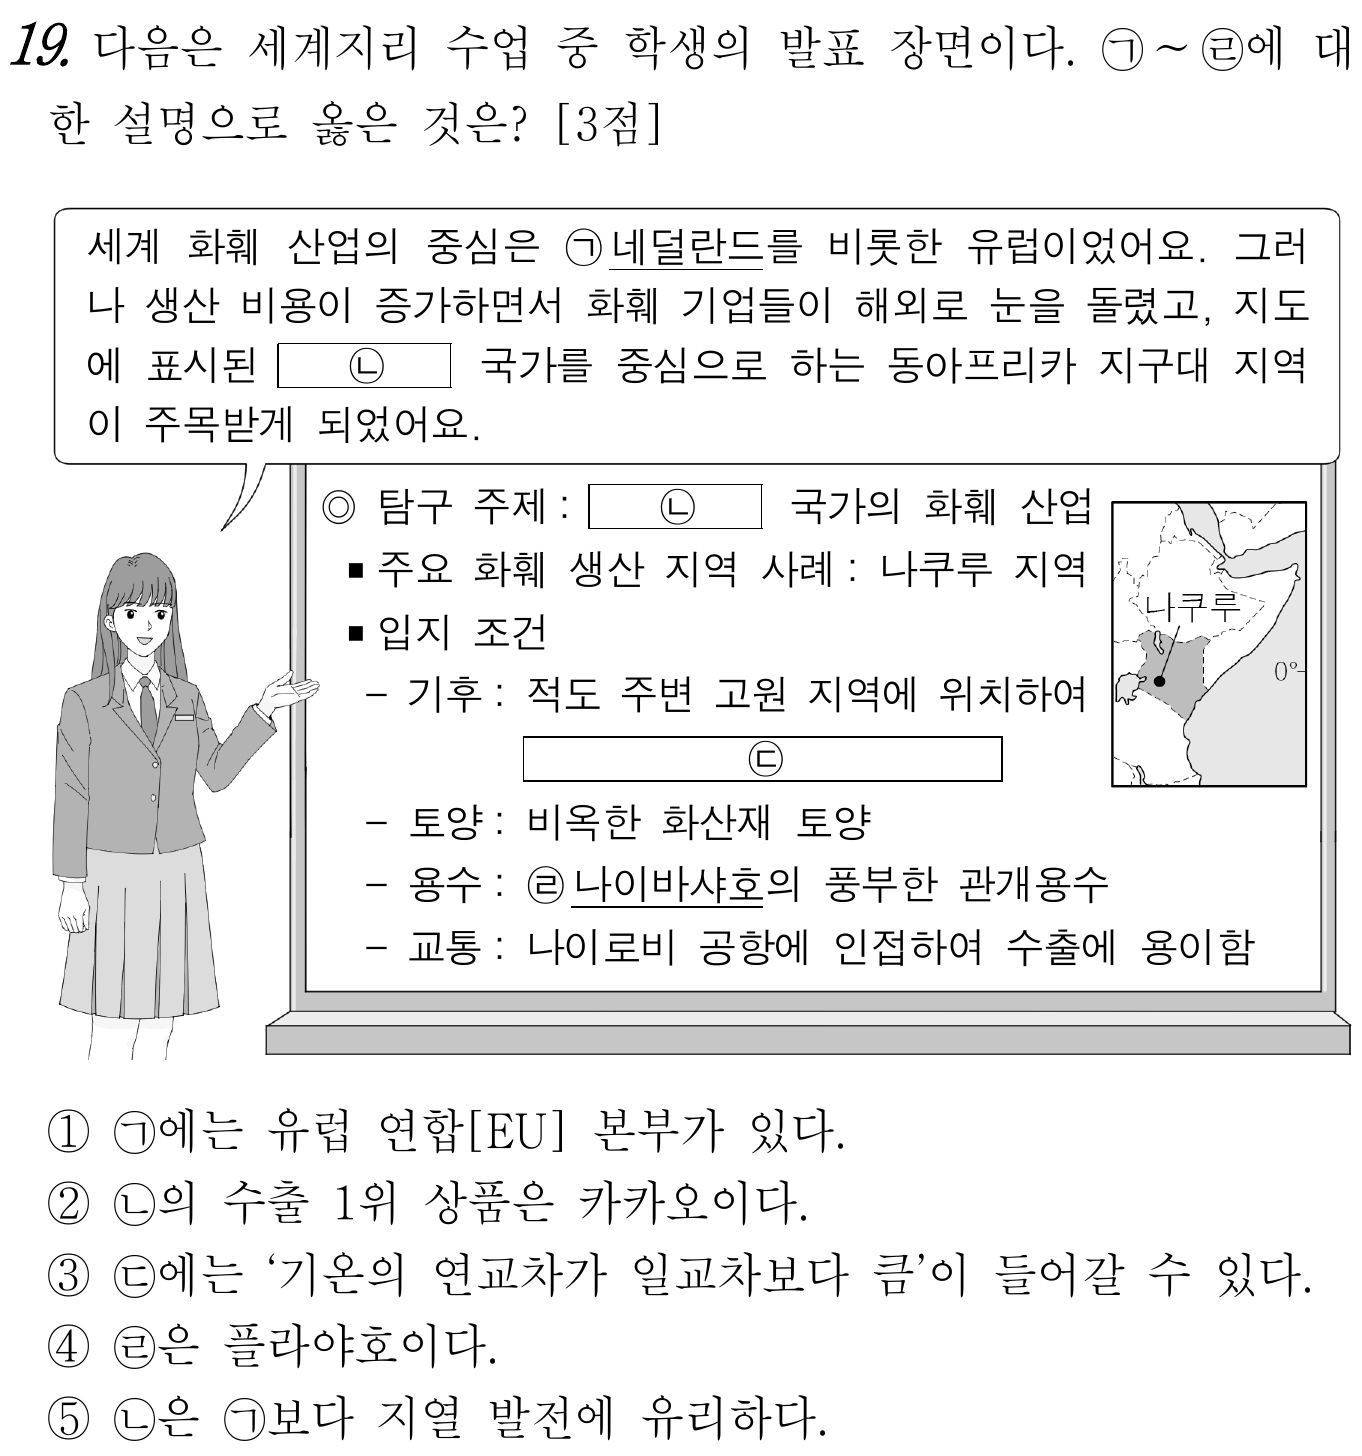 19. 다음은 세계지리 수업 중 학생의 발표 장면이다. ㉠~㉣에 대
한 설명으로 옳은 것은? [3점]
세계 화훼 산업의 중심은 ㉠네덜란드를 비롯한 유럽이었어요. 그러
나 생산 비용이 증가하면서 화훼 기업들이 해외로 눈을 돌렸고, 지도
에 표시된 ㉡ 국가를 중심으로 하는 동아프리카 지구대 지역
이 주목받게 되었어요.
◎ 탐구 주제: ㉡ 국가의 화훼 산업
▪ 주요 화훼 생산 지역 사례: 나쿠루 지역
▪ 입지 조건
- 기후: 적도 주변 고원 지역에 위치하여
㉢
- 토양: 비옥한 화산재 토양
- 용수: ㉣나이바샤호의 풍부한 관개용수
- 교통: 나이로비 공항에 인접하여 수출에 용이함
나쿠루
0°
① ㉠에는 유럽 연합[EU] 본부가 있다.
② ㉡의 수출 1위 상품은 카카오이다.
③ ㉢에는 ‘기온의 연교차가 일교차보다 큼’이 들어갈 수 있다.
④ ㉣은 플라야호이다.
⑤ ㉡은 ㉠보다 지열 발전에 유리하다.